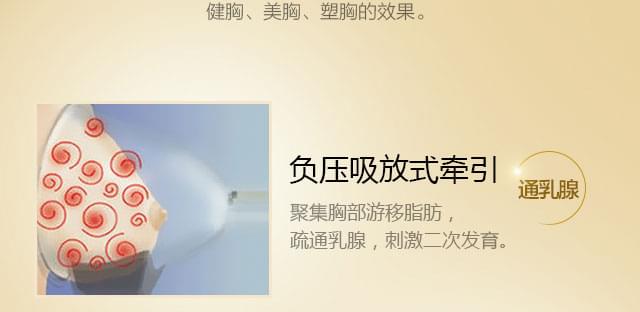 健胸、美胸、塑胸的效果。
负压吸放式牵引
通乳腺
聚集胸部游移脂肪，
疏通乳腺，刺激二次发育。